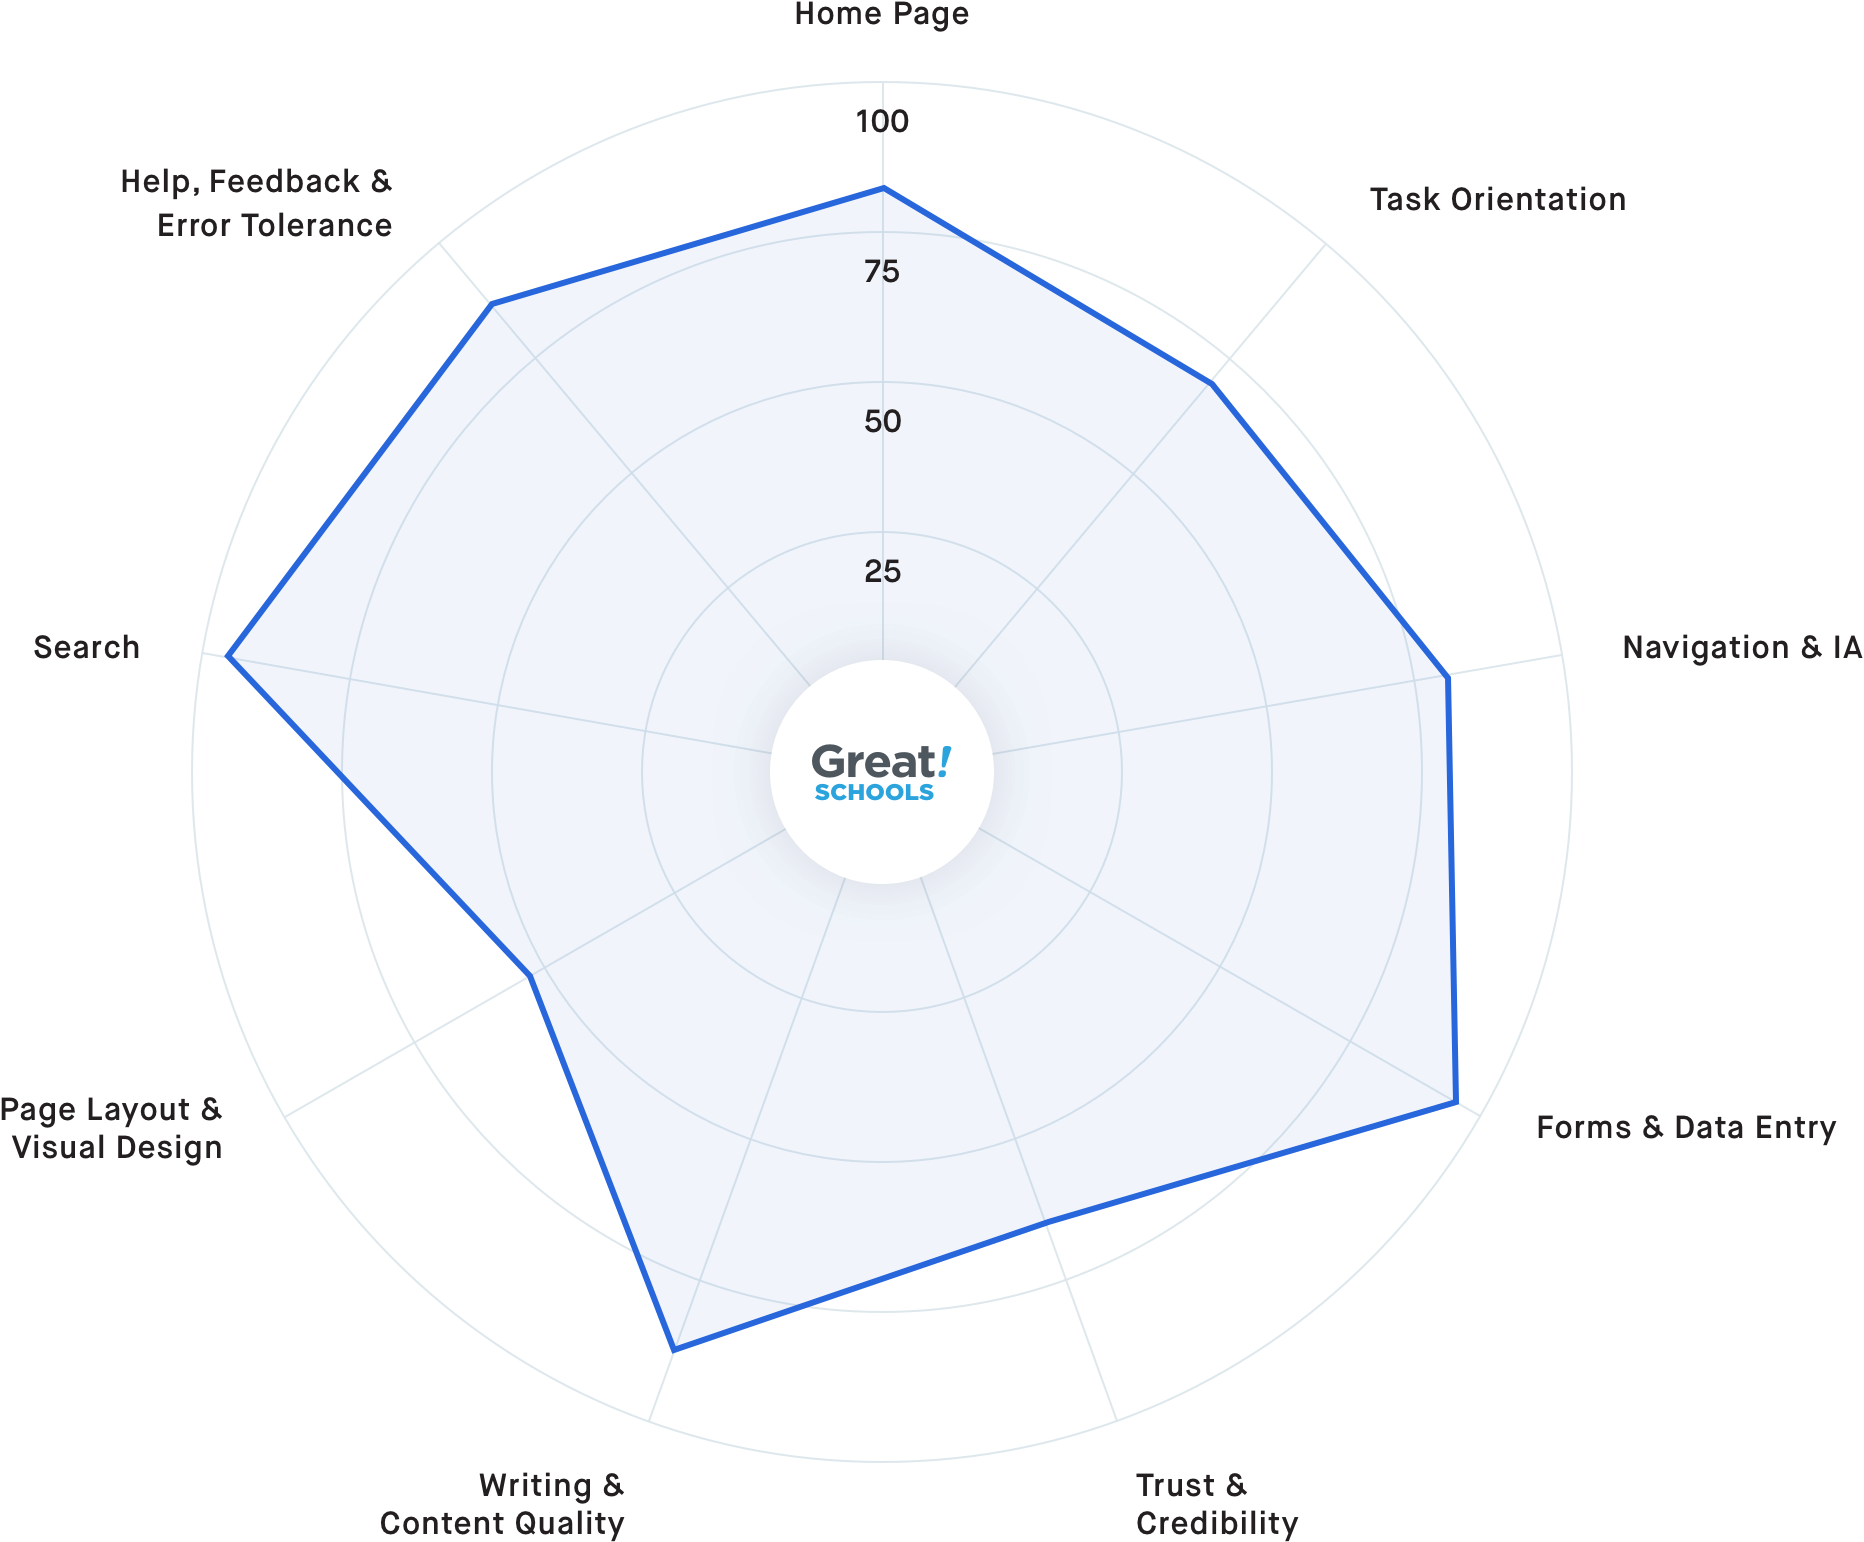 Home Page
100
Help, Feedback &
Error Tolerance
Task Orientation
75
50
25
Search
Navigation & IA
Great!
SCHOOLS
Page Layout &
Visual Design
Forms & Data Entry
Writing &
Content Quality
Trust &
Credibility